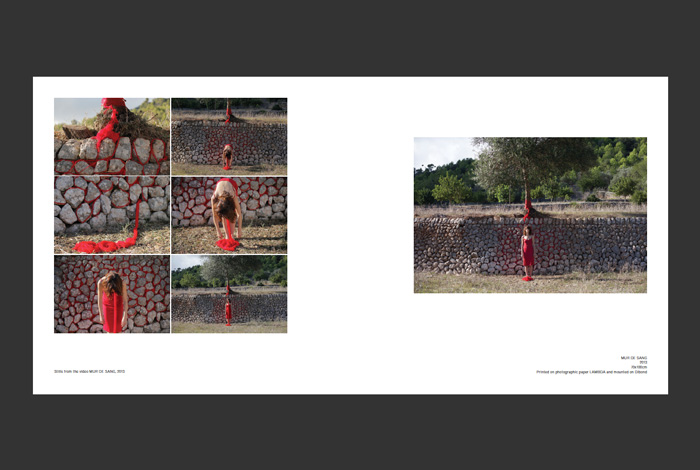 Stills from the video MUR DE SANG, 2013
MUR DE SANG
2013
70x105cm
Printed on photographic paper LAMBDA and mounted on Dibond